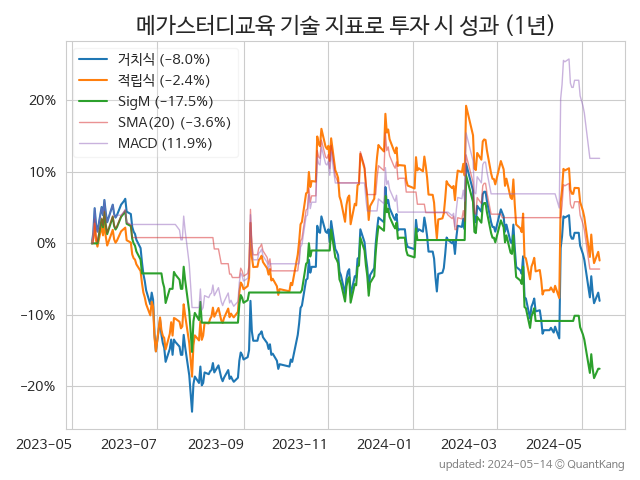 메가스터디교육 기술 지표로 투자 시 성과 (1년)
거치식 (−8.0%)
적립식 (−2.4%)
SigM (−17.5%)
SMA(20) (−3.6%)
MACD (11.9%)
20%
10%
0%
−10%
−20%
2023-05 2023-07 2023-09 2023-11 2024-01 2024-03 2024-05
updated: 2024-05-14 © QuantKang